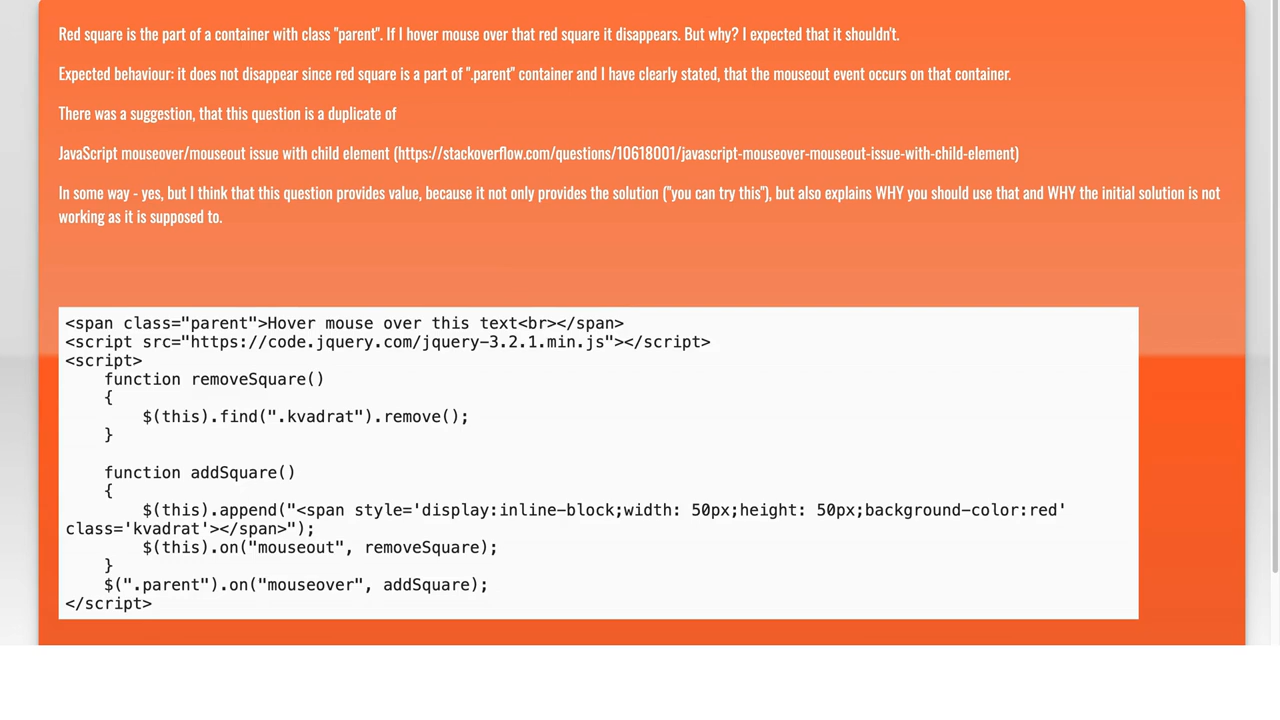 Red square is the part of a container with class "parent". If I hover mouse over that red square it disappears. But why? I expected that it shouldn't.
Expected behaviour: it does not disappear since red square is a part of ".parent" container and I have clearly stated, that the mouseout event occurs on that container.
There was a suggestion, that this question is a duplicate of
JavaScript mouseover/mouseout issue with child element (https://stackoverflow.com/questions/10618001/javascript-mouseover-mouseout-issue-with-child-element)
In some way - yes, but I think that this question provides value, because it not only provides the solution ("you can try this"), but also explains WHY you should use that and WHY the initial solution is not
working as it is supposed to.
<span class="parent">Hover mouse over this text<br></span>
<script src="https://code.jquery.com/jquery-3.2.1.min.js"></script>
<script>
    function removeSquare()
    {
        $(this).find(".kvadrat").remove();
    }
    function addSquare()
    {
        $(this).append("<span style='display:inline-block;width: 50px;height: 50px;background-color:red'
class='kvadrat'></span>");
        $(this).on("mouseout", removeSquare);
    }
    $(".parent").on("mouseover", addSquare);
</script>